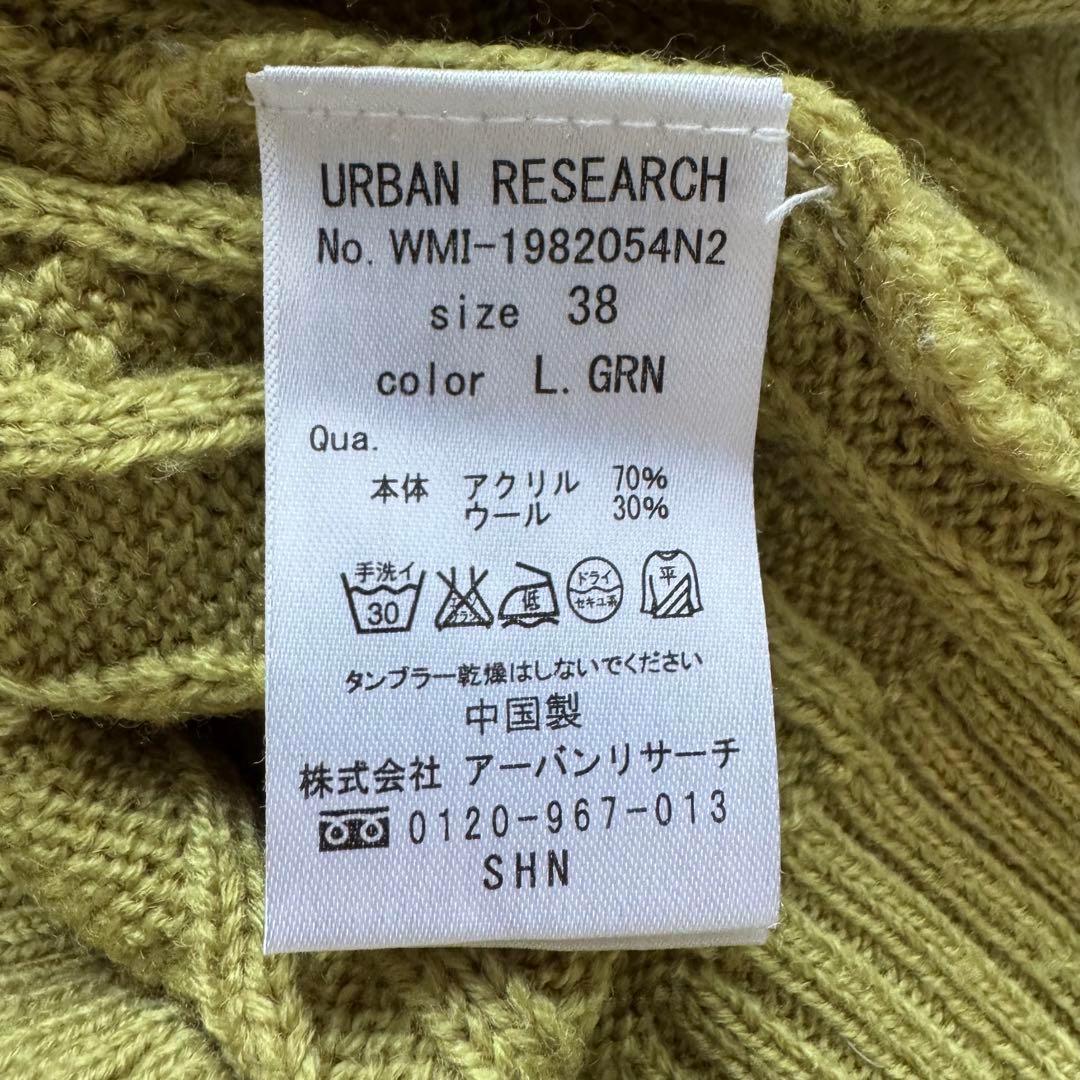 URBAN RESEARCH
No. WMI-1982054N2
size 38
color L. GRN
Qua.
本体 アクリル 70%
ウール 30%
手洗イ
30
低
ドライ
セキユ系
平
タンブラー乾燥はしないでください
中国製
株式会社 アーバンリサーチ
0120-967-013
SHN